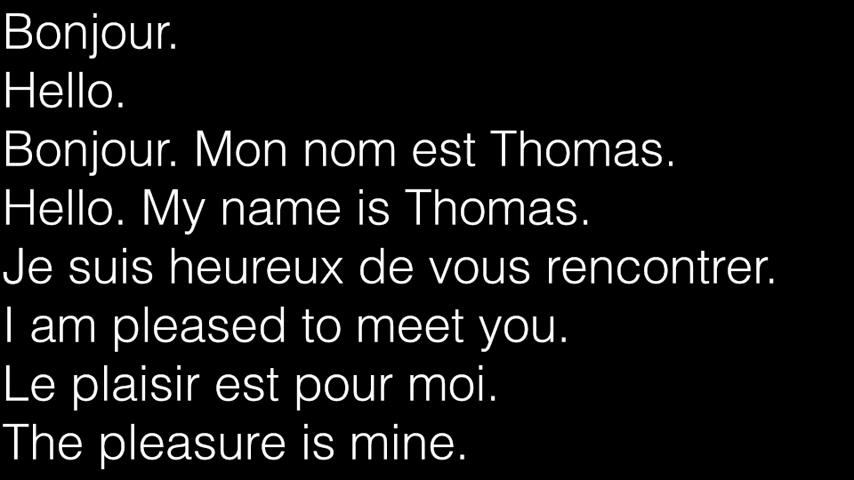 Bonjour.
Hello.
Bonjour. Mon nom est Thomas.
Hello. My name is Thomas.
Je suis heureux de vous rencontrer.
I am pleased to meet you.
Le plaisir est pour moi.
The pleasure is mine.